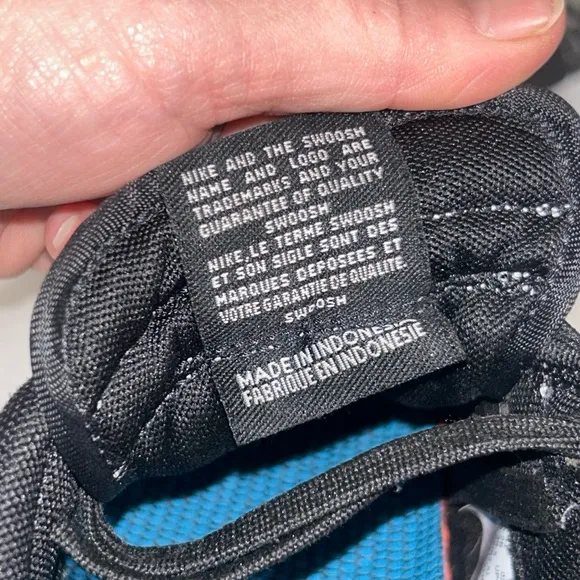 NIKE AND THE SWOOSH
NAME AND LOGO ARE
TRADEMARKS AND YOUR
GUARANTEE OF QUALITY
SWOOSH
NIKE, LE TERME SWOOSH
ET SON SIGLE SONT DES
MARQUES DEPOSEES ET
VOTRE GARANTIE DE QUALITE
SWOOSH
MADE IN INDONESIA
FABRIQUE EN INDONESIE